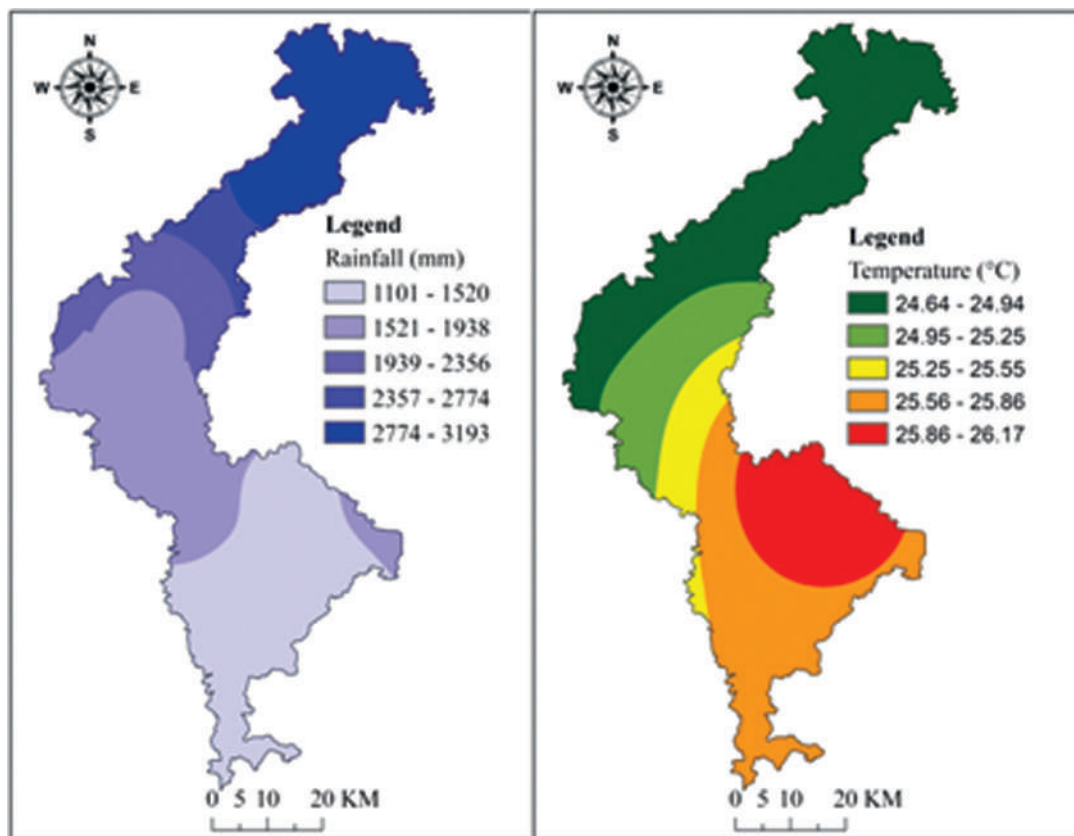 N
W E
S
Legend
Rainfall (mm)
1101 - 1520
1521 - 1938
1939 - 2356
2357 - 2774
2774 - 3193
0 5 10 20 KM
N
W E
S
Legend
Temperature (°C)
24.64 - 24.94
24.95 - 25.25
25.25 - 25.55
25.56 - 25.86
25.86 - 26.17
0 5 10 20 KM